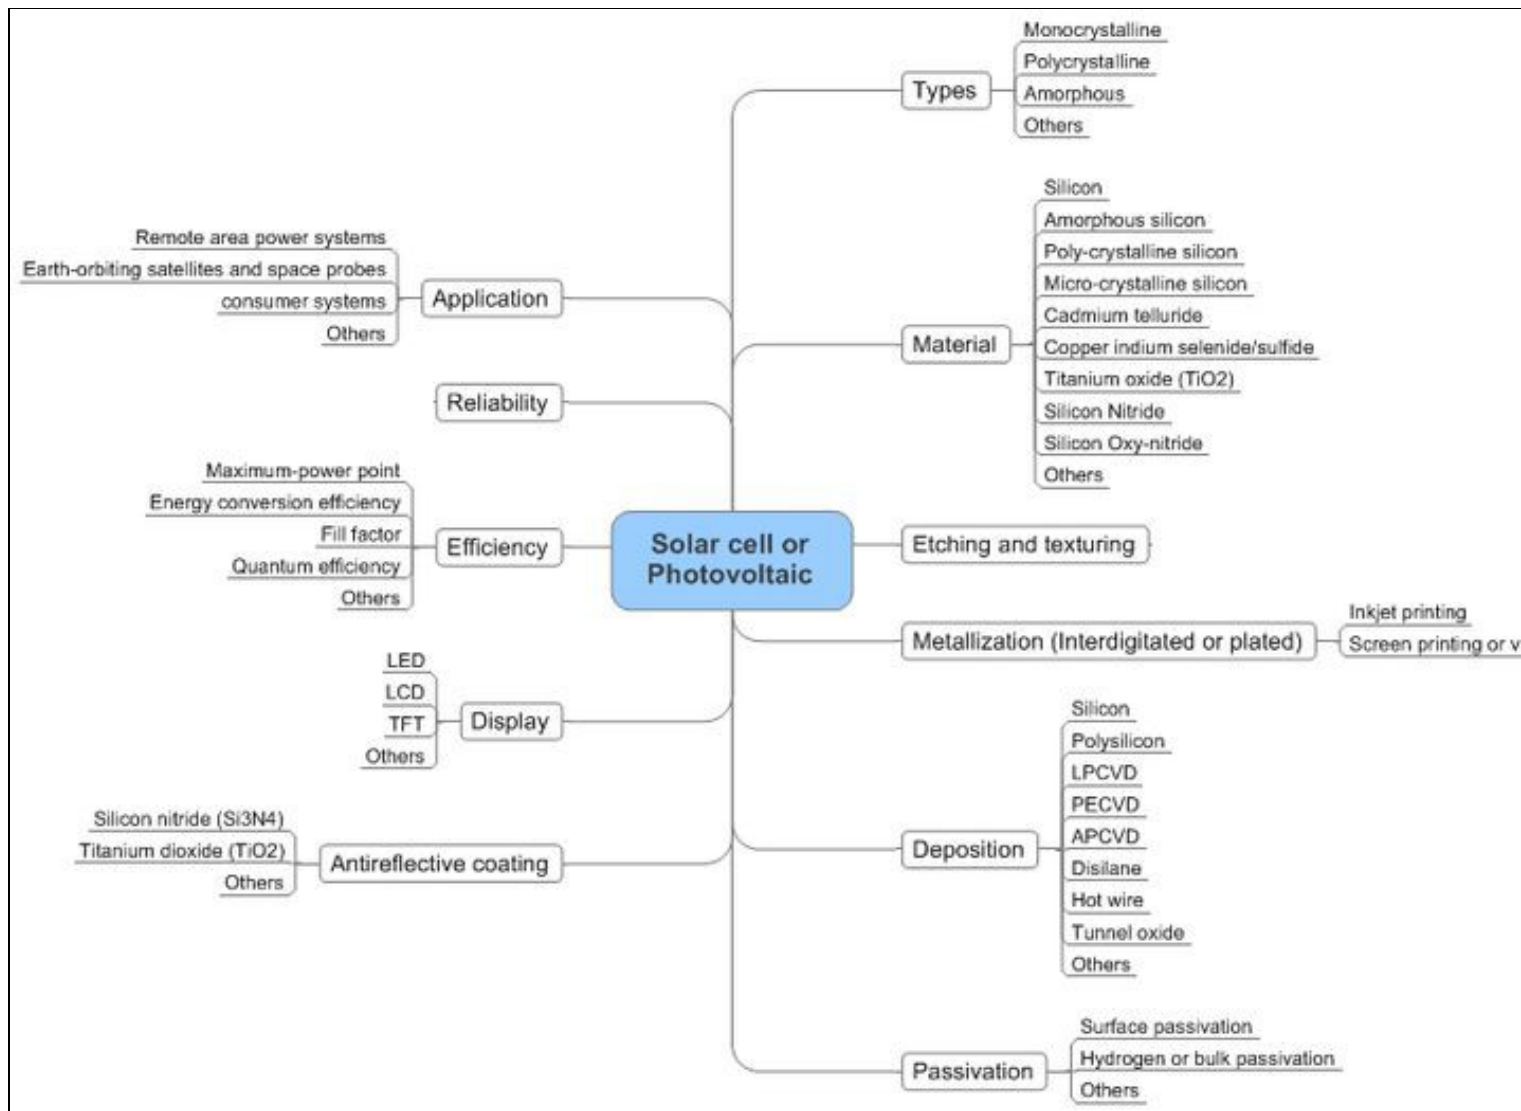 Solar cell or
Photovoltaic
Types
Monocrystalline
Polycrystalline
Amorphous
Others
Material
Silicon
Amorphous silicon
Poly-crystalline silicon
Micro-crystalline silicon
Cadmium telluride
Copper indium selenide/sulfide
Titanium oxide (TiO2)
Silicon Nitride
Silicon Oxy-nitride
Others
Etching and texturing
Metallization (Interdigitated or plated)
Inkjet printing
Screen printing or
Deposition
Silicon
Polysilicon
LPCVD
PECVD
APCVD
Disilane
Hot wire
Tunnel oxide
Others
Passivation
Surface passivation
Hydrogen or bulk passivation
Others
Application
Remote area power systems
Earth-orbiting satellites and space probes
consumer systems
Others
Reliability
Efficiency
Maximum-power point
Energy conversion efficiency
Fill factor
Quantum efficiency
Others
Display
LED
LCD
TFT
Others
Antireflective coating
Silicon nitride (Si3N4)
Titanium dioxide (TiO2)
Others